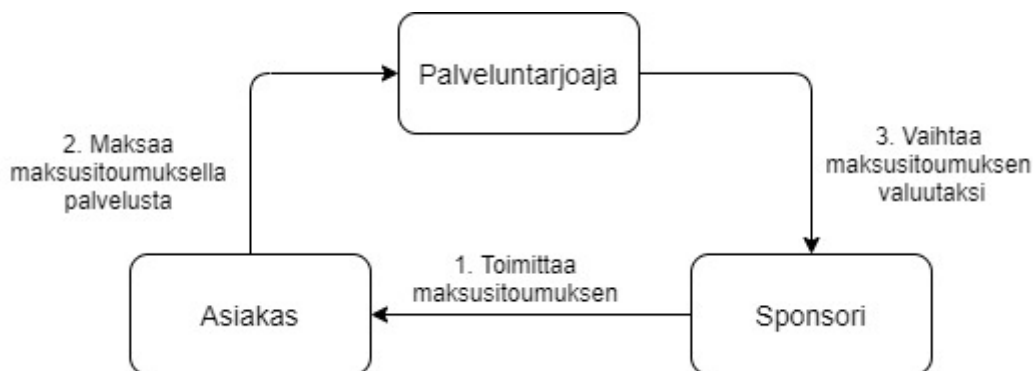 Palveluntarjoaja
2. Maksaa
maksusitoumuksella
palvelusta
3. Vaihtaa
maksusitoumuksen
valuutaksi
1. Toimittaa
maksusitoumuksen
Asiakas
Sponsori